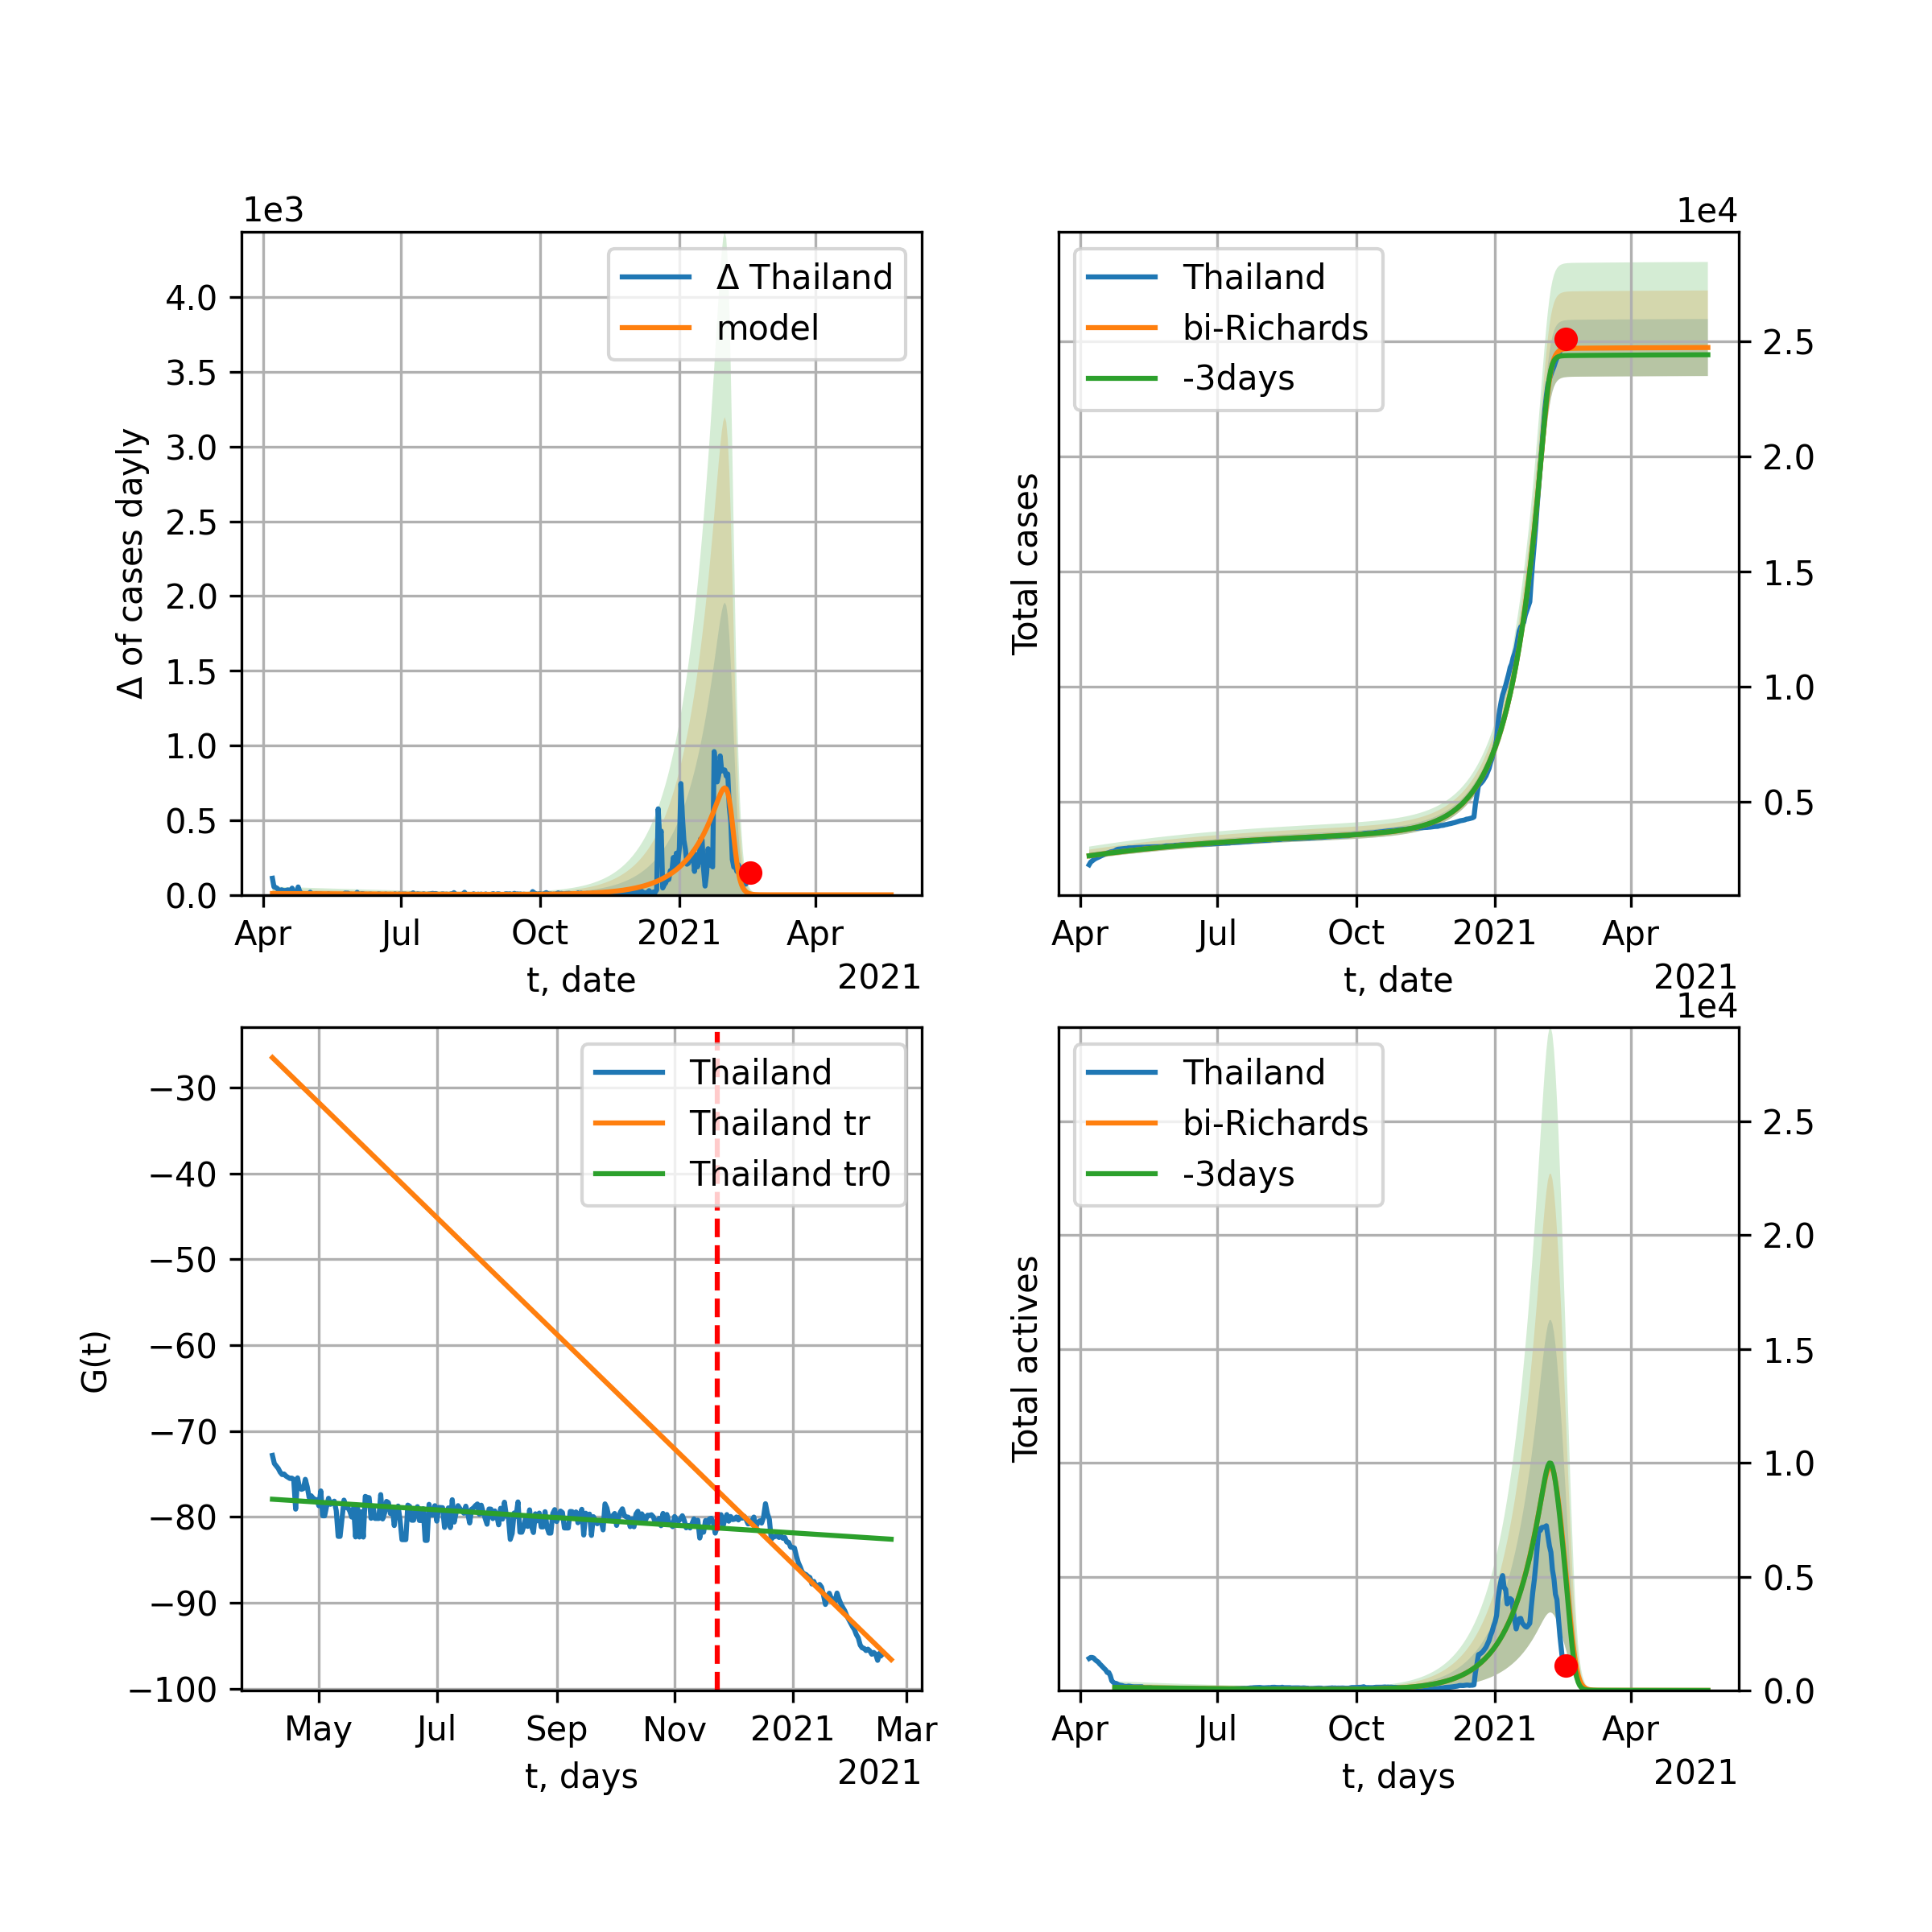 1e3
Δ of cases dayly
4.0
3.5
3.0
2.5
2.0
1.5
1.0
0.5
0.0
Δ Thailand
model
Apr Jul Oct 2021 Apr
t, date
2021
1e4
Total cases
Thailand
bi-Richards
-3days
2.5
2.0
1.5
1.0
0.5
Apr Jul Oct 2021 Apr
t, date
2021
G(t)
−30
−40
−50
−60
−70
−80
−90
−100
Thailand
Thailand tr
Thailand tr0
May Jul Sep Nov 2021 Mar
t, days
2021
1e4
Total actives
Thailand
bi-Richards
-3days
2.5
2.0
1.5
1.0
0.5
0.0
Apr Jul Oct 2021 Apr
t, days
2021